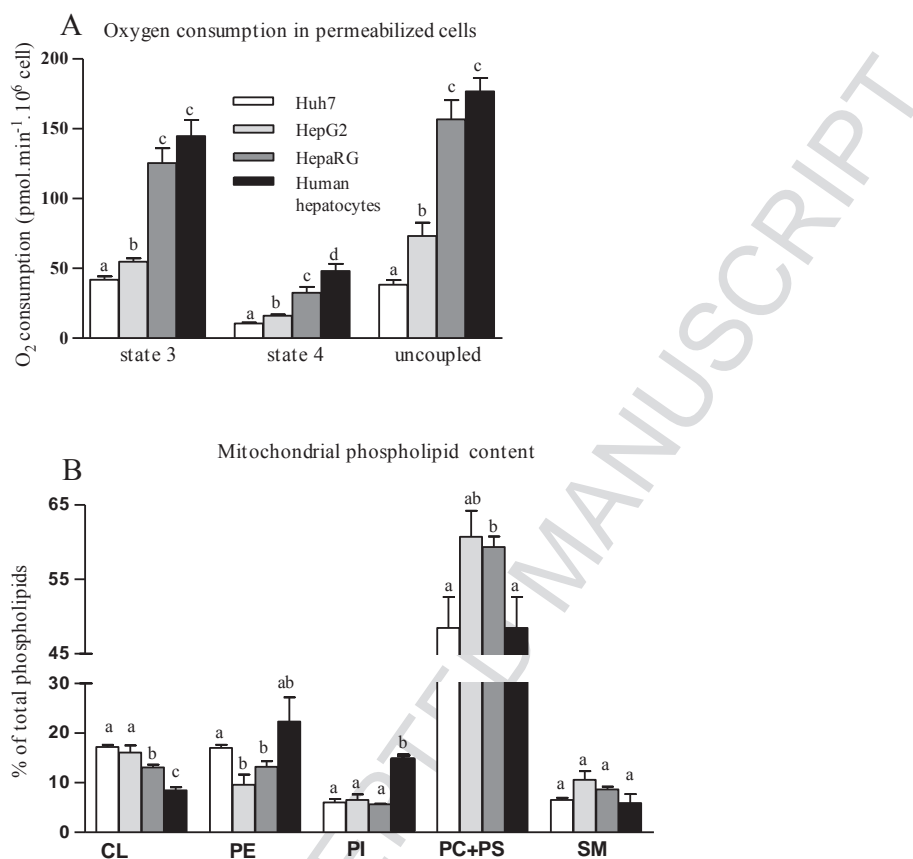 A Oxygen consumption in permeabilized cells
O₂ consumption (pmol.min⁻¹.10⁶ cell)
200
150
100
50
0
Huh7
HepG2
HepaRG
Human
hepatocytes
a b c c
a b c d
a b c c
state 3 state 4 uncoupled
B Mitochondrial phospholipid content
% of total phospholipids
65
55
45
30
20
10
0
a a b c
a b b ab
a a a b
a ab b a
a a a a
CL PE PI PC+PS SM
MANUSCRIPT